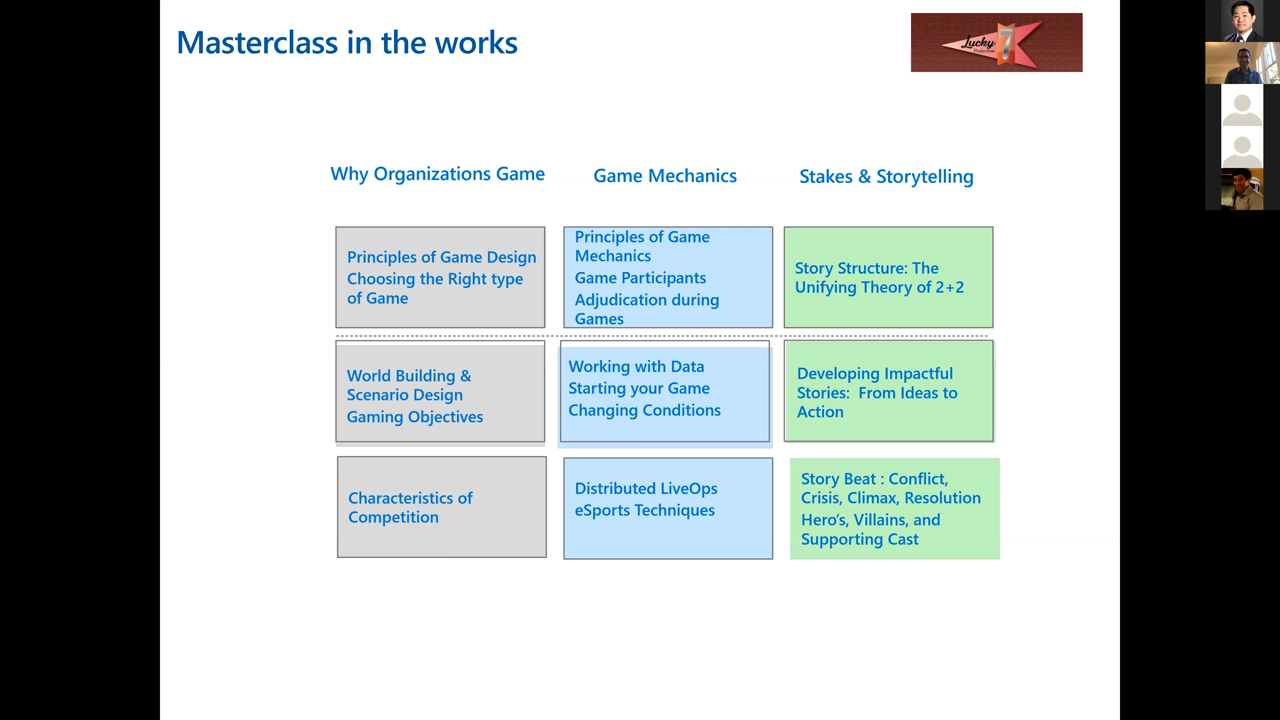 Masterclass in the works
Lucky
7
Productions
Why Organizations Game
Game Mechanics
Stakes & Storytelling
Principles of Game Design
Choosing the Right type
of Game
Principles of Game
Mechanics
Game Participants
Adjudication during
Games
Story Structure: The
Unifying Theory of 2+2
World Building &
Scenario Design
Gaming Objectives
Working with Data
Starting your Game
Changing Conditions
Developing Impactful
Stories:  From Ideas to
Action
Characteristics of
Competition
Distributed LiveOps
eSports Techniques
Story Beat : Conflict,
Crisis, Climax, Resolution
Hero’s, Villains, and
Supporting Cast